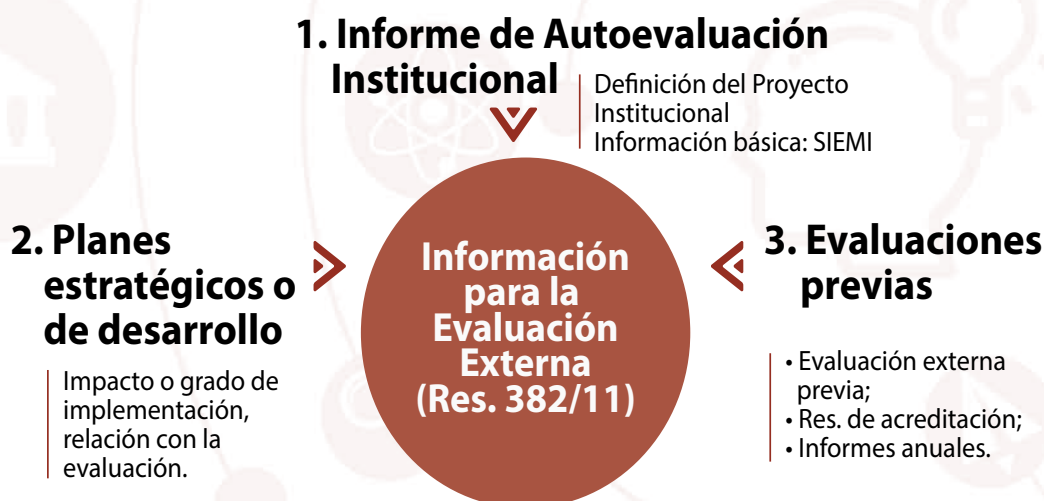 1. Informe de Autoevaluación
Institucional
Definición del Proyecto
Institucional
Información básica: SIEMI
2. Planes
estratégicos o
de desarrollo
Impacto o grado de
implementación,
relación con la
evaluación.
Información
para la
Evaluación
Externa
(Res. 382/11)
3. Evaluaciones
previas
• Evaluación externa
previa;
• Res. de acreditación;
• Informes anuales.